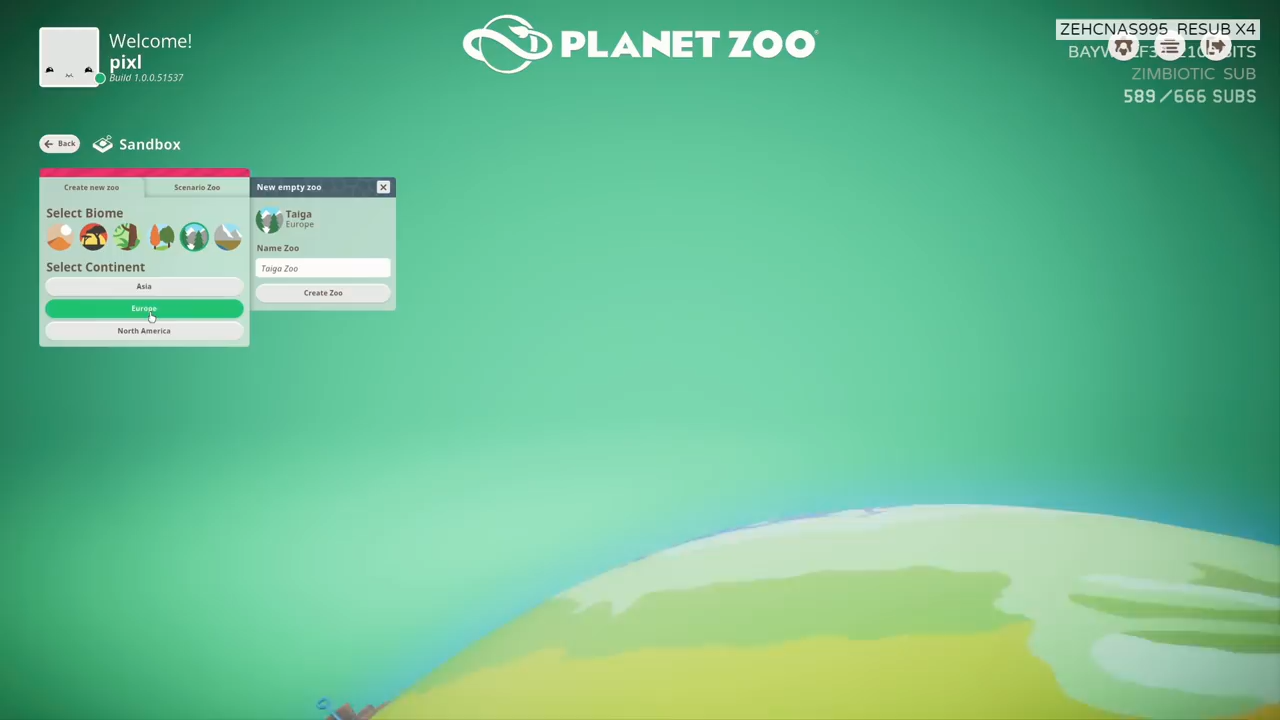 Welcome!
pixl
Build 1.0.0.51537
PLANET ZOO
ZEHCNAS995 RESUB X4
ZIMBIOTIC SUB
589/666 SUBS
Back
Sandbox
Create new zoo
Scenario Zoo
Select Biome
Select Continent
Asia
Europe
North America
New empty zoo
Taiga
Europe
Name Zoo
Taiga Zoo
Create Zoo